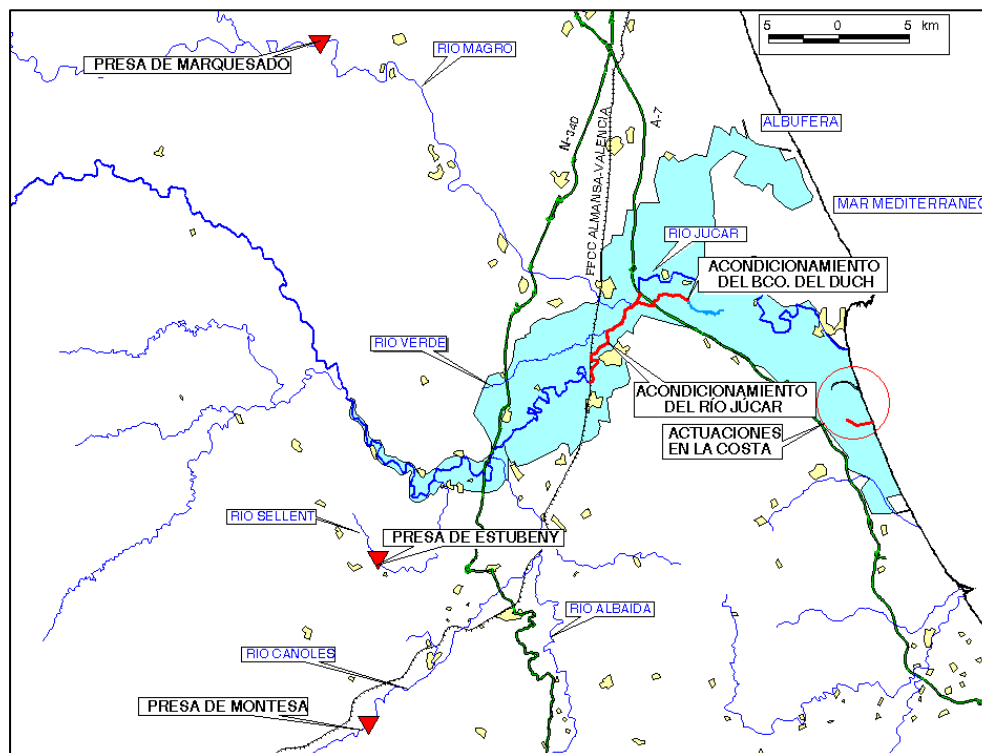 5 0 5 km
PRESA DE MARQUESADO
RIO MAGRO
N-340
A-7
FFCC ALMANSA-VALENCIA
ALBUFERA
MAR MEDITERRANEO
RIO JUCAR
ACONDICIONAMIENTO
DEL BCO. DEL DUCH
RIO VERDE
ACONDICIONAMIENTO
DEL RÍO JÚCAR
ACTUACIONES
EN LA COSTA
RIO SELLENT
PRESA DE ESTUBENY
RIO ALBAIDA
RIO CAÑOLES
PRESA DE MONTESA